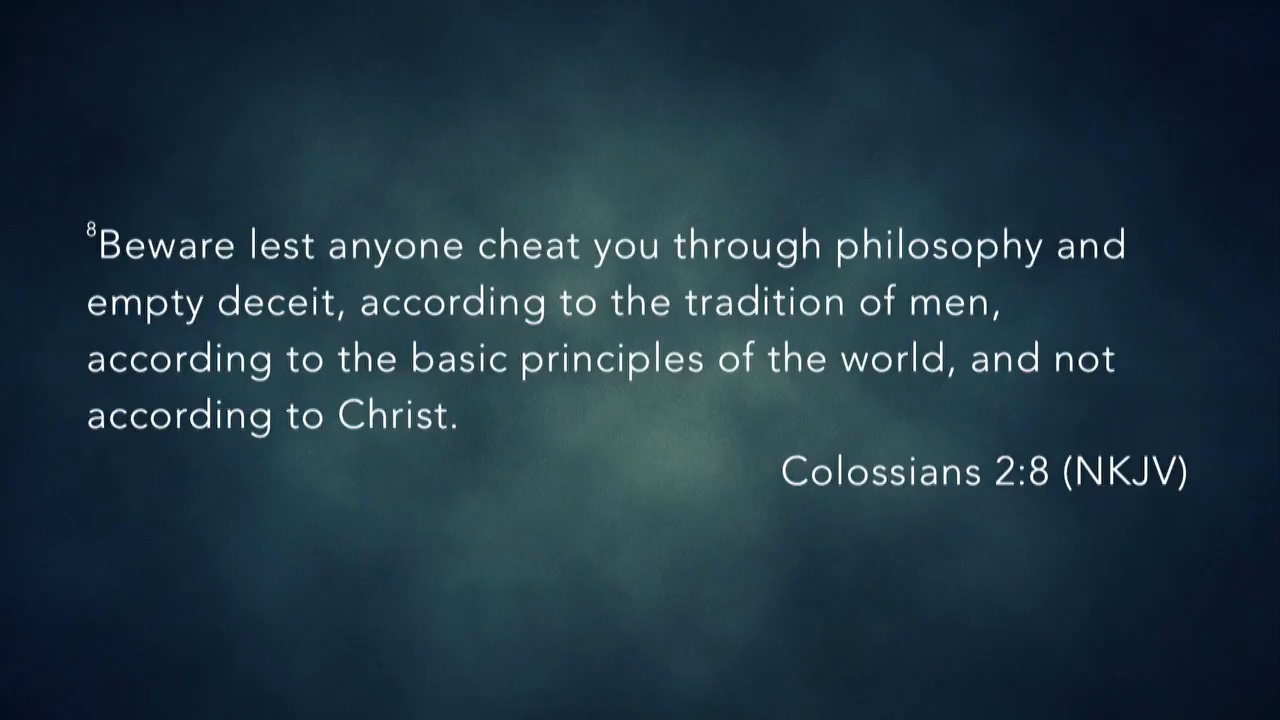 ⁸Beware lest anyone cheat you through philosophy and
empty deceit, according to the tradition of men,
according to the basic principles of the world, and not
according to Christ.
Colossians 2:8 (NKJV)